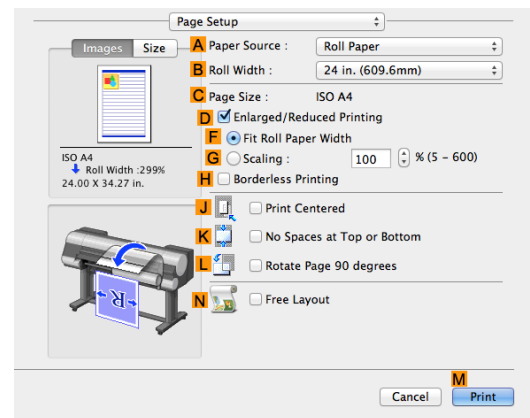 Page Setup
Images Size
A Paper Source : Roll Paper
B Roll Width : 24 in. (609.6mm)
C Page Size : ISO A4
D Enlarged/Reduced Printing
F Fit Roll Paper Width
G Scaling : 100 % (5 - 600)
H Borderless Printing
ISO A4
Roll Width :299%
24.00 X 34.27 in.
J Print Centered
K No Spaces at Top or Bottom
L Rotate Page 90 degrees
N Free Layout
R
M
Cancel Print